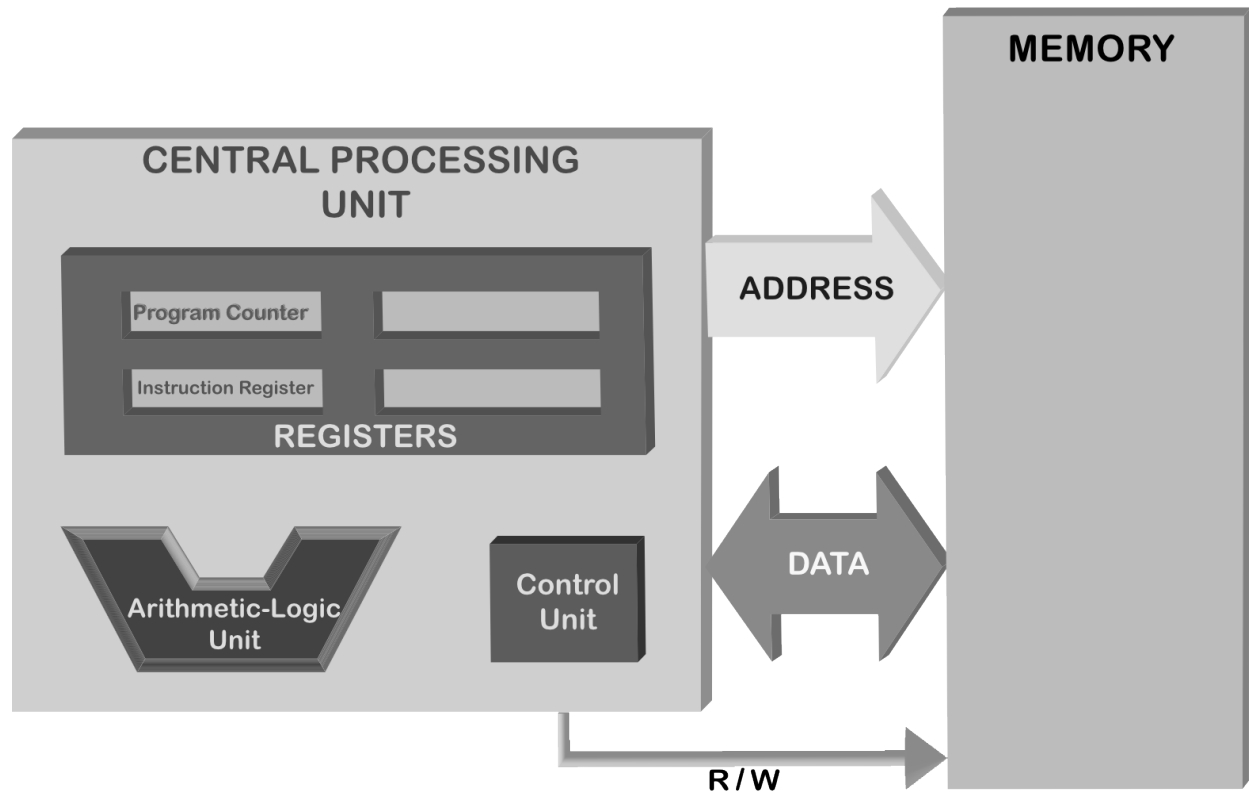 MEMORY
CENTRAL PROCESSING
UNIT
Program Counter
Instruction Register
REGISTERS
ADDRESS
Arithmetic-Logic
Unit
Control
Unit
DATA
R / W